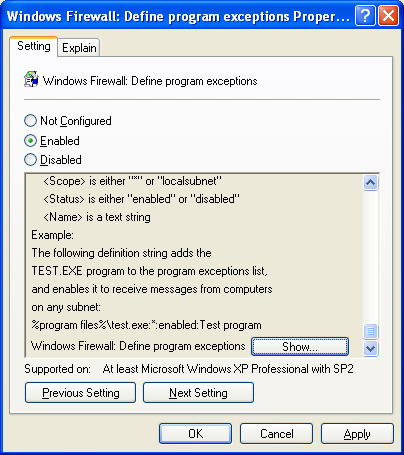 Windows Firewall: Define program exceptions Proper...
Setting
Explain
Windows Firewall: Define program exceptions
Not Configured
Enabled
Disabled
<Scope> is either "*" or "localsubnet"
<Status> is either "enabled" or "disabled"
<Name> is a text string
Example:
The following definition string adds the
TEST.EXE program to the program exceptions list,
and enables it to receive messages from computers
on any subnet:
%program files%\test.exe:*:enabled:Test program
Windows Firewall: Define program exceptions Show...
Supported on: At least Microsoft Windows XP Professional with SP2
Previous Setting
Next Setting
OK
Cancel
Apply